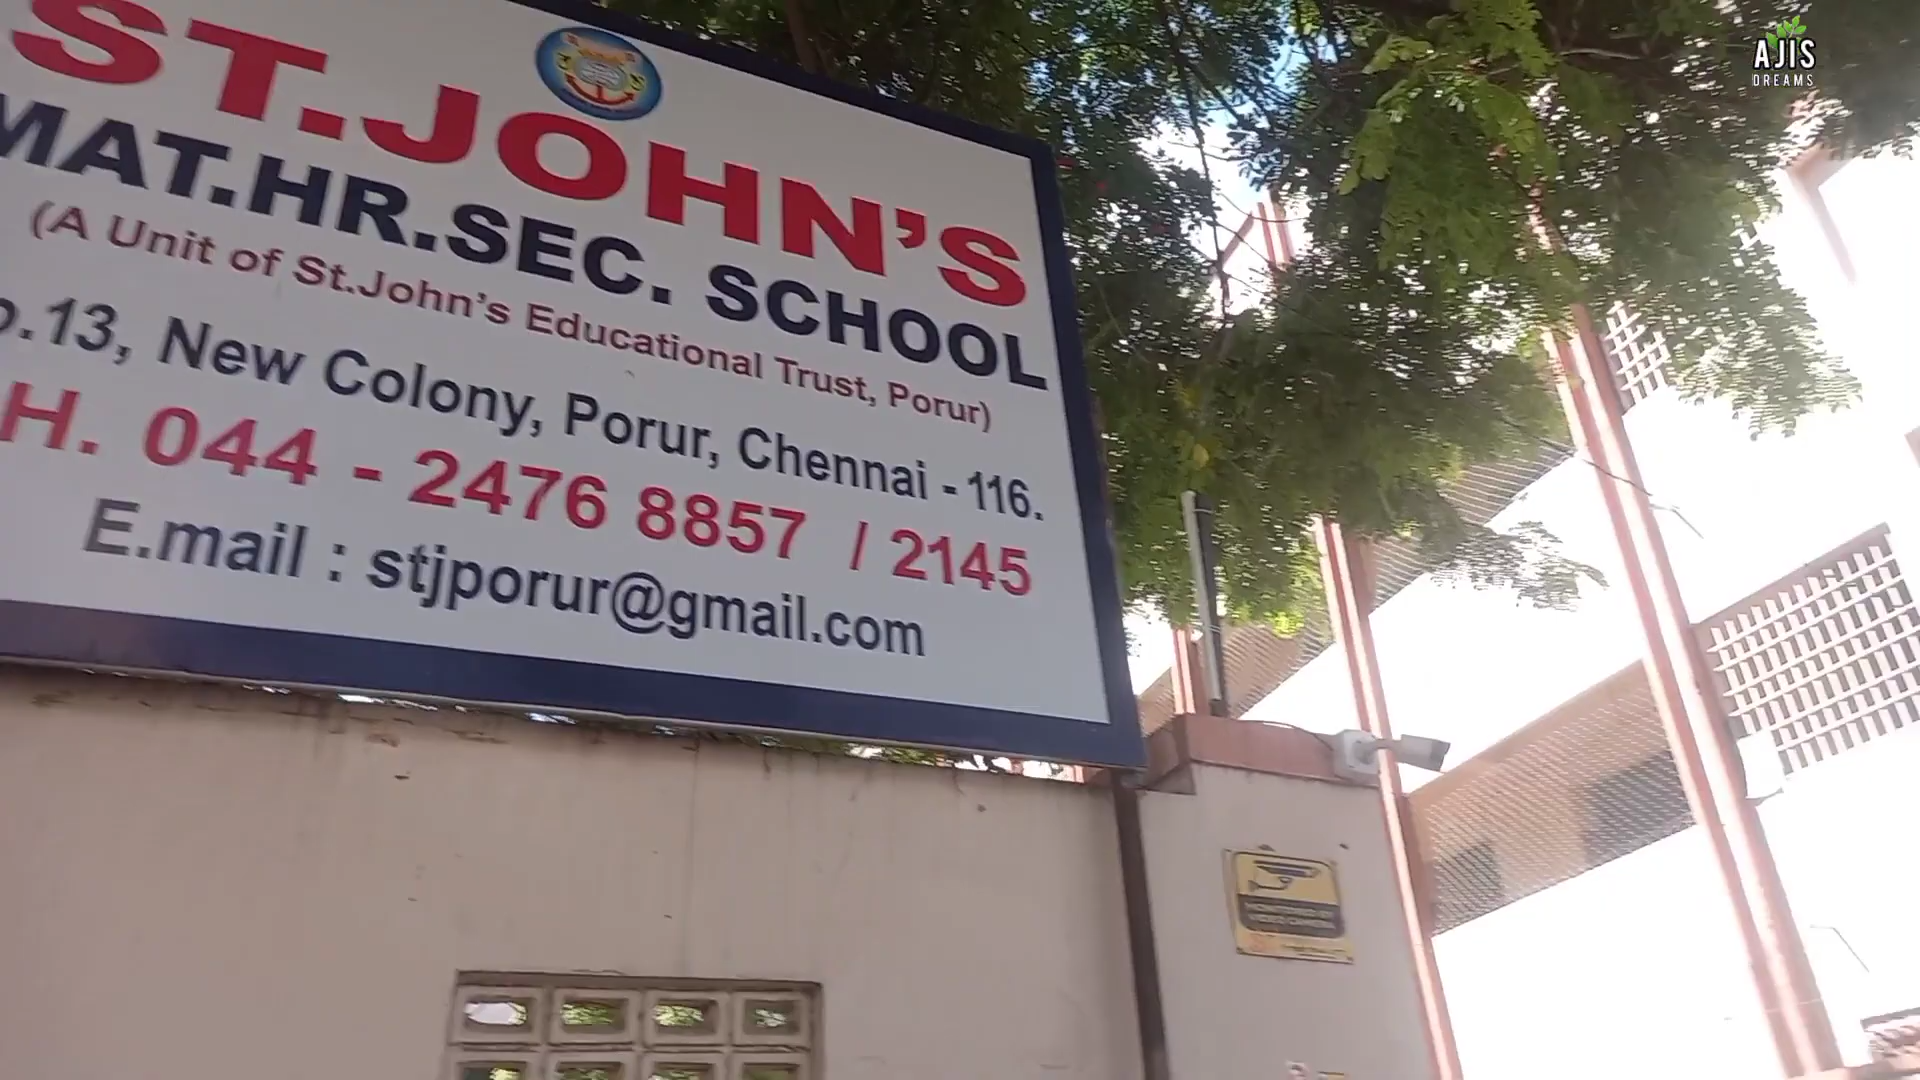 ST.JOHN'S
MAT.HR.SEC. SCHOOL
(A Unit of St.John's Educational Trust, Porur)
.13, New Colony, Porur, Chennai - 116.
H. 044 - 2476 8857 / 2145
E.mail : stjporur@gmail.com
AJIS
DREAMS